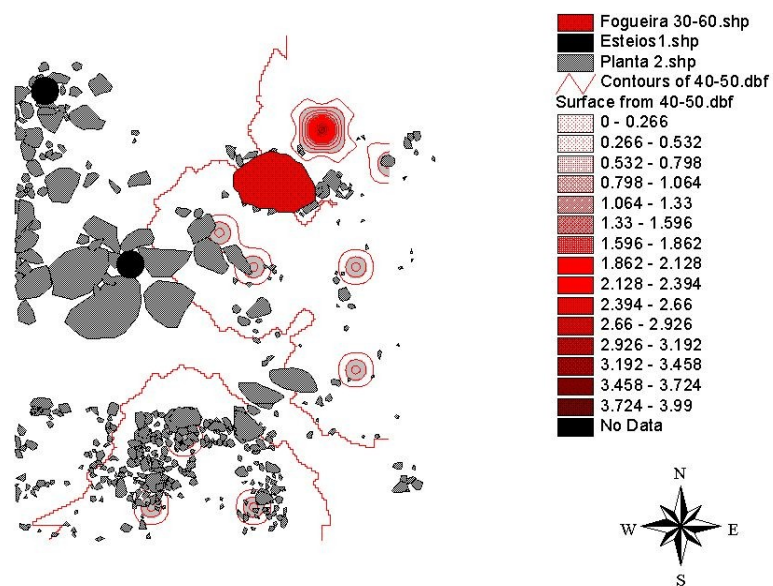 Fogueira 30-60.shp
Esteios1.shp
Planta 2.shp
Contours of 40-50.dbf
Surface from 40-50.dbf
0 - 0.266
0.266 - 0.532
0.532 - 0.798
0.798 - 1.064
1.064 - 1.33
1.33 - 1.596
1.596 - 1.862
1.862 - 2.128
2.128 - 2.394
2.394 - 2.66
2.66 - 2.926
2.926 - 3.192
3.192 - 3.458
3.458 - 3.724
3.724 - 3.99
No Data
N
W E
S